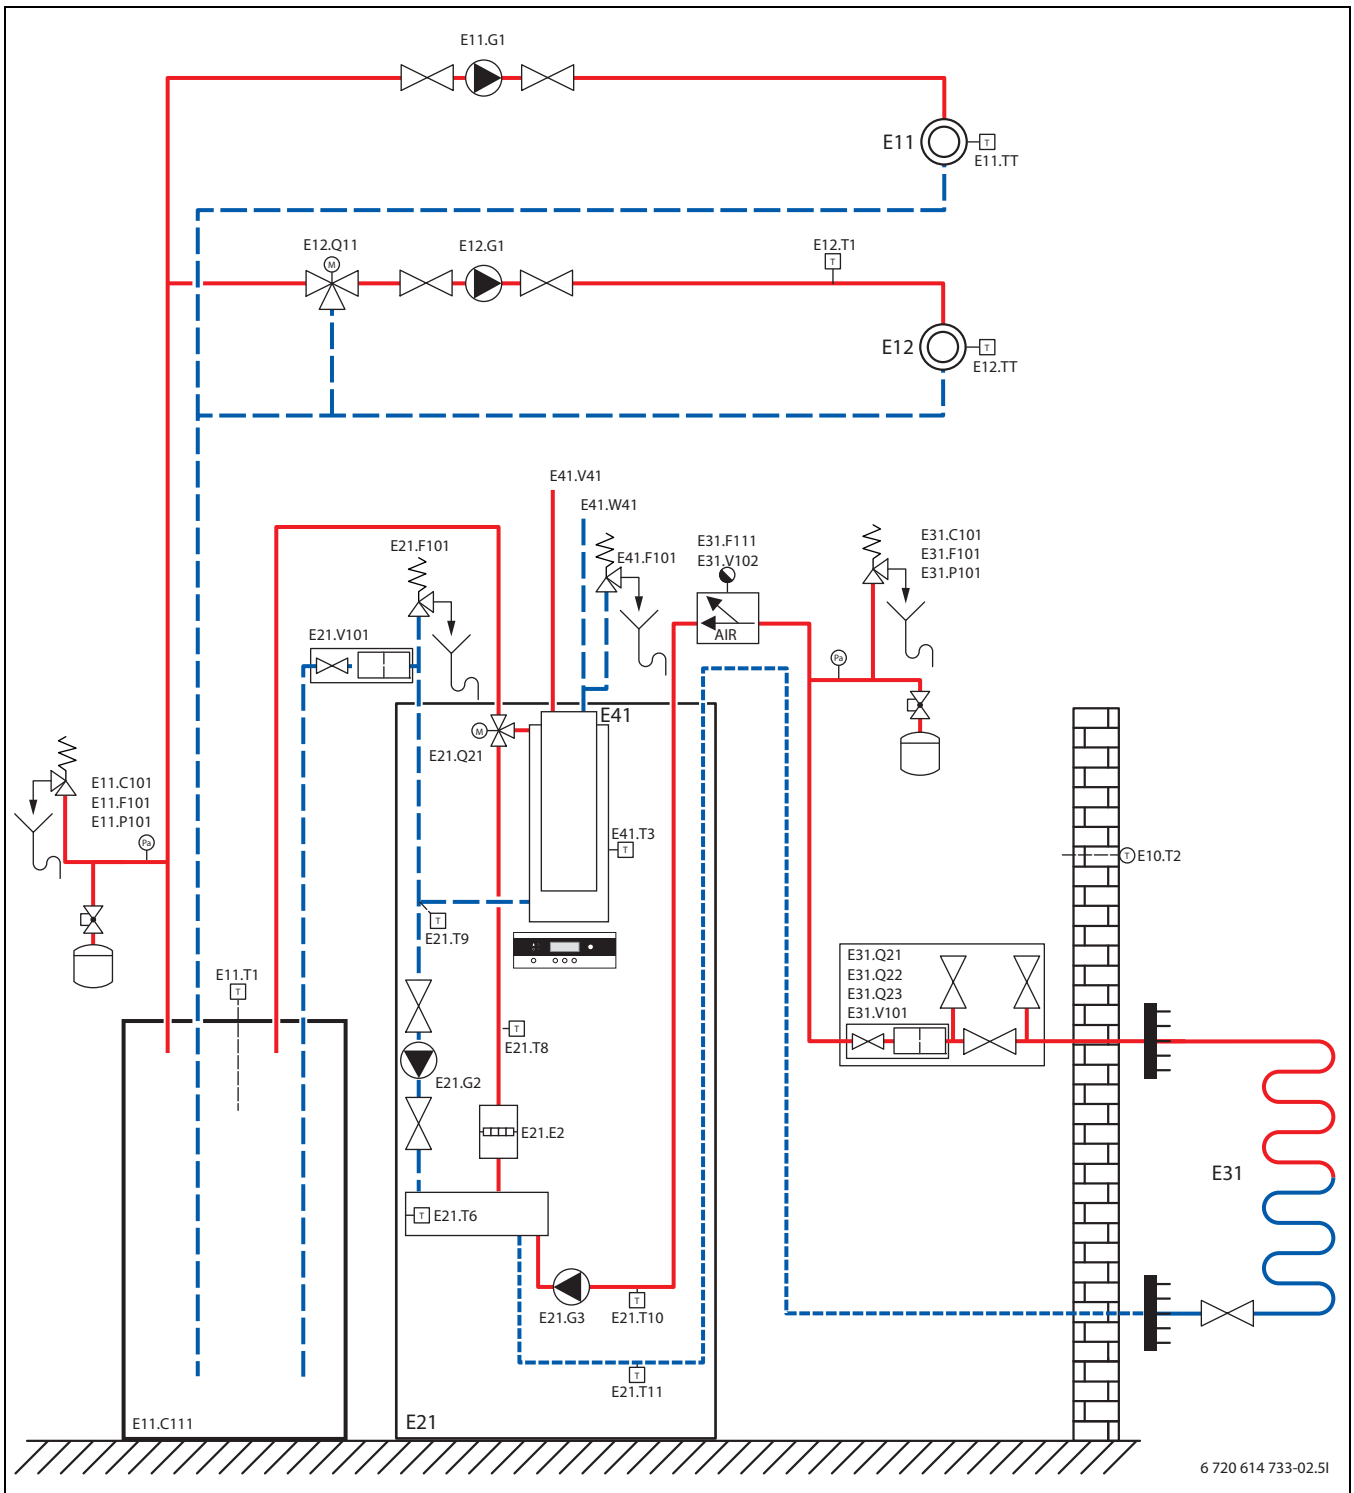 E11.G1
E11
T
E11.TT
E12.Q11
M
E12.G1
E12.T1
T
E12
T
E12.TT
E41.V41
E41.W41
E21.F101
E41.F101
E31.F111
E31.V102
AIR
E31.C101
E31.F101
E31.P101
Pa
E21.V101
E41
M
E21.Q21
E11.C101
E11.F101
E11.P101
Pa
E41.T3
T
T
E10.T2
T
E21.T9
E11.T1
T
E31.Q21
E31.Q22
E31.Q23
E31.V101
T
E21.T8
E21.G2
E21.E2
E31
T
E21.T6
E21.G3
T
E21.T10
T
E21.T11
E11.C111
E21
6 720 614 733-02.5I